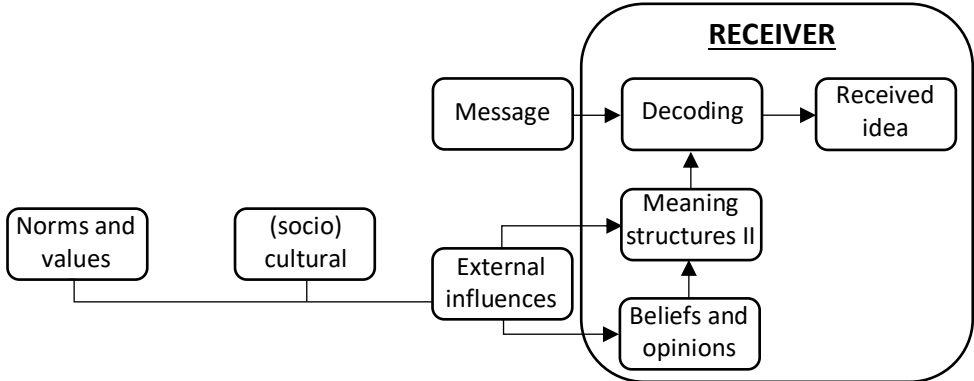 RECEIVER
Message
Decoding
Received
idea
Norms and
values
(socio)
cultural
External
influences
Meaning
structures II
Beliefs and
opinions